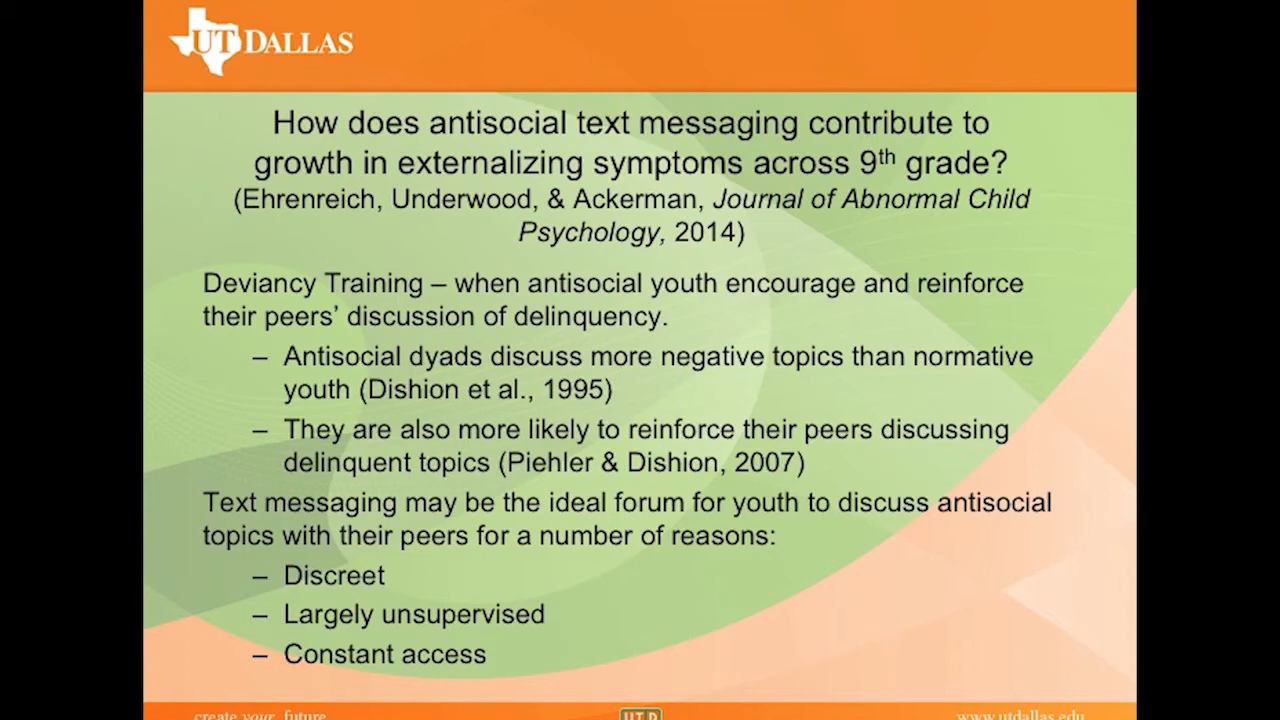 UT DALLAS
How does antisocial text messaging contribute to
growth in externalizing symptoms across 9th grade?
(Ehrenreich, Underwood, & Ackerman, Journal of Abnormal Child
Psychology, 2014)
Deviancy Training – when antisocial youth encourage and reinforce
their peers’ discussion of delinquency.
– Antisocial dyads discuss more negative topics than normative
youth (Dishion et al., 1995)
– They are also more likely to reinforce their peers discussing
delinquent topics (Piehler & Dishion, 2007)
Text messaging may be the ideal forum for youth to discuss antisocial
topics with their peers for a number of reasons:
– Discreet
– Largely unsupervised
– Constant access
create your future UTD www.utdallas.edu